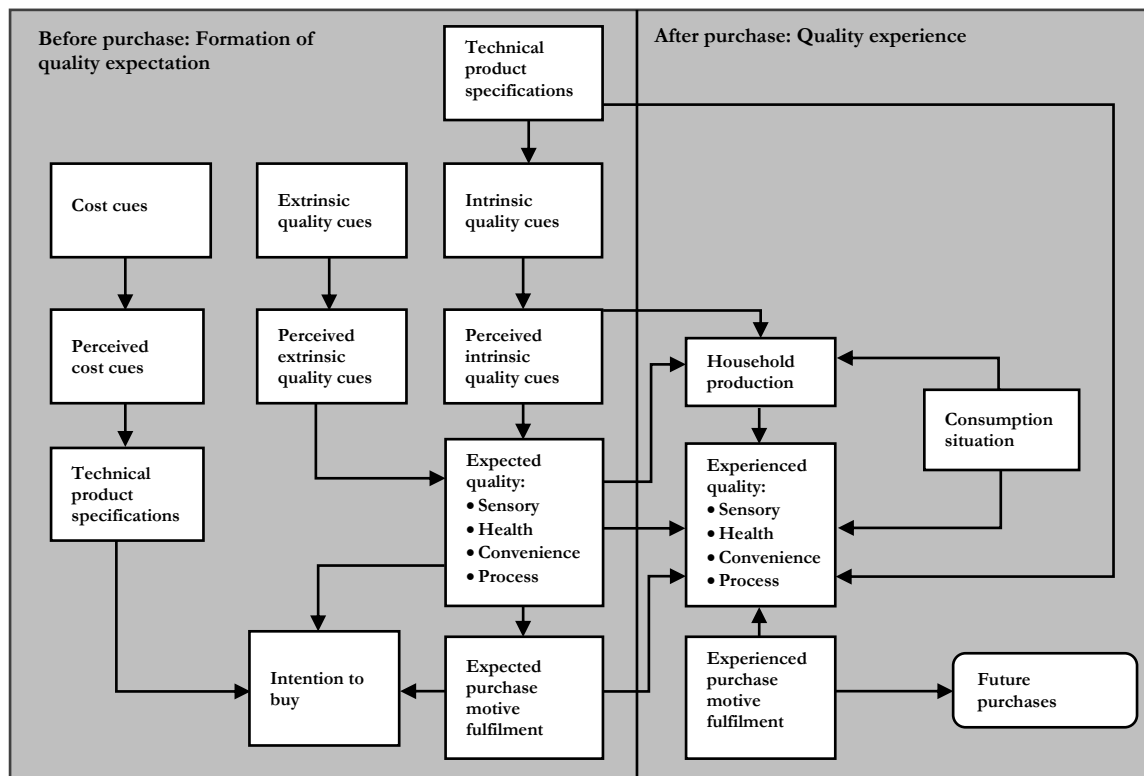 Before purchase: Formation of
quality expectation
After purchase: Quality experience
Technical
product
specifications
Cost cues
Extrinsic
quality cues
Intrinsic
quality cues
Perceived
cost cues
Perceived
extrinsic
quality cues
Perceived
intrinsic
quality cues
Household
production
Consumption
situation
Technical
product
specifications
Expected
quality:
• Sensory
• Health
• Convenience
• Process
Experienced
quality:
• Sensory
• Health
• Convenience
• Process
Intention to
buy
Expected
purchase
motive
fulfilment
Experienced
purchase
motive
fulfilment
Future
purchases